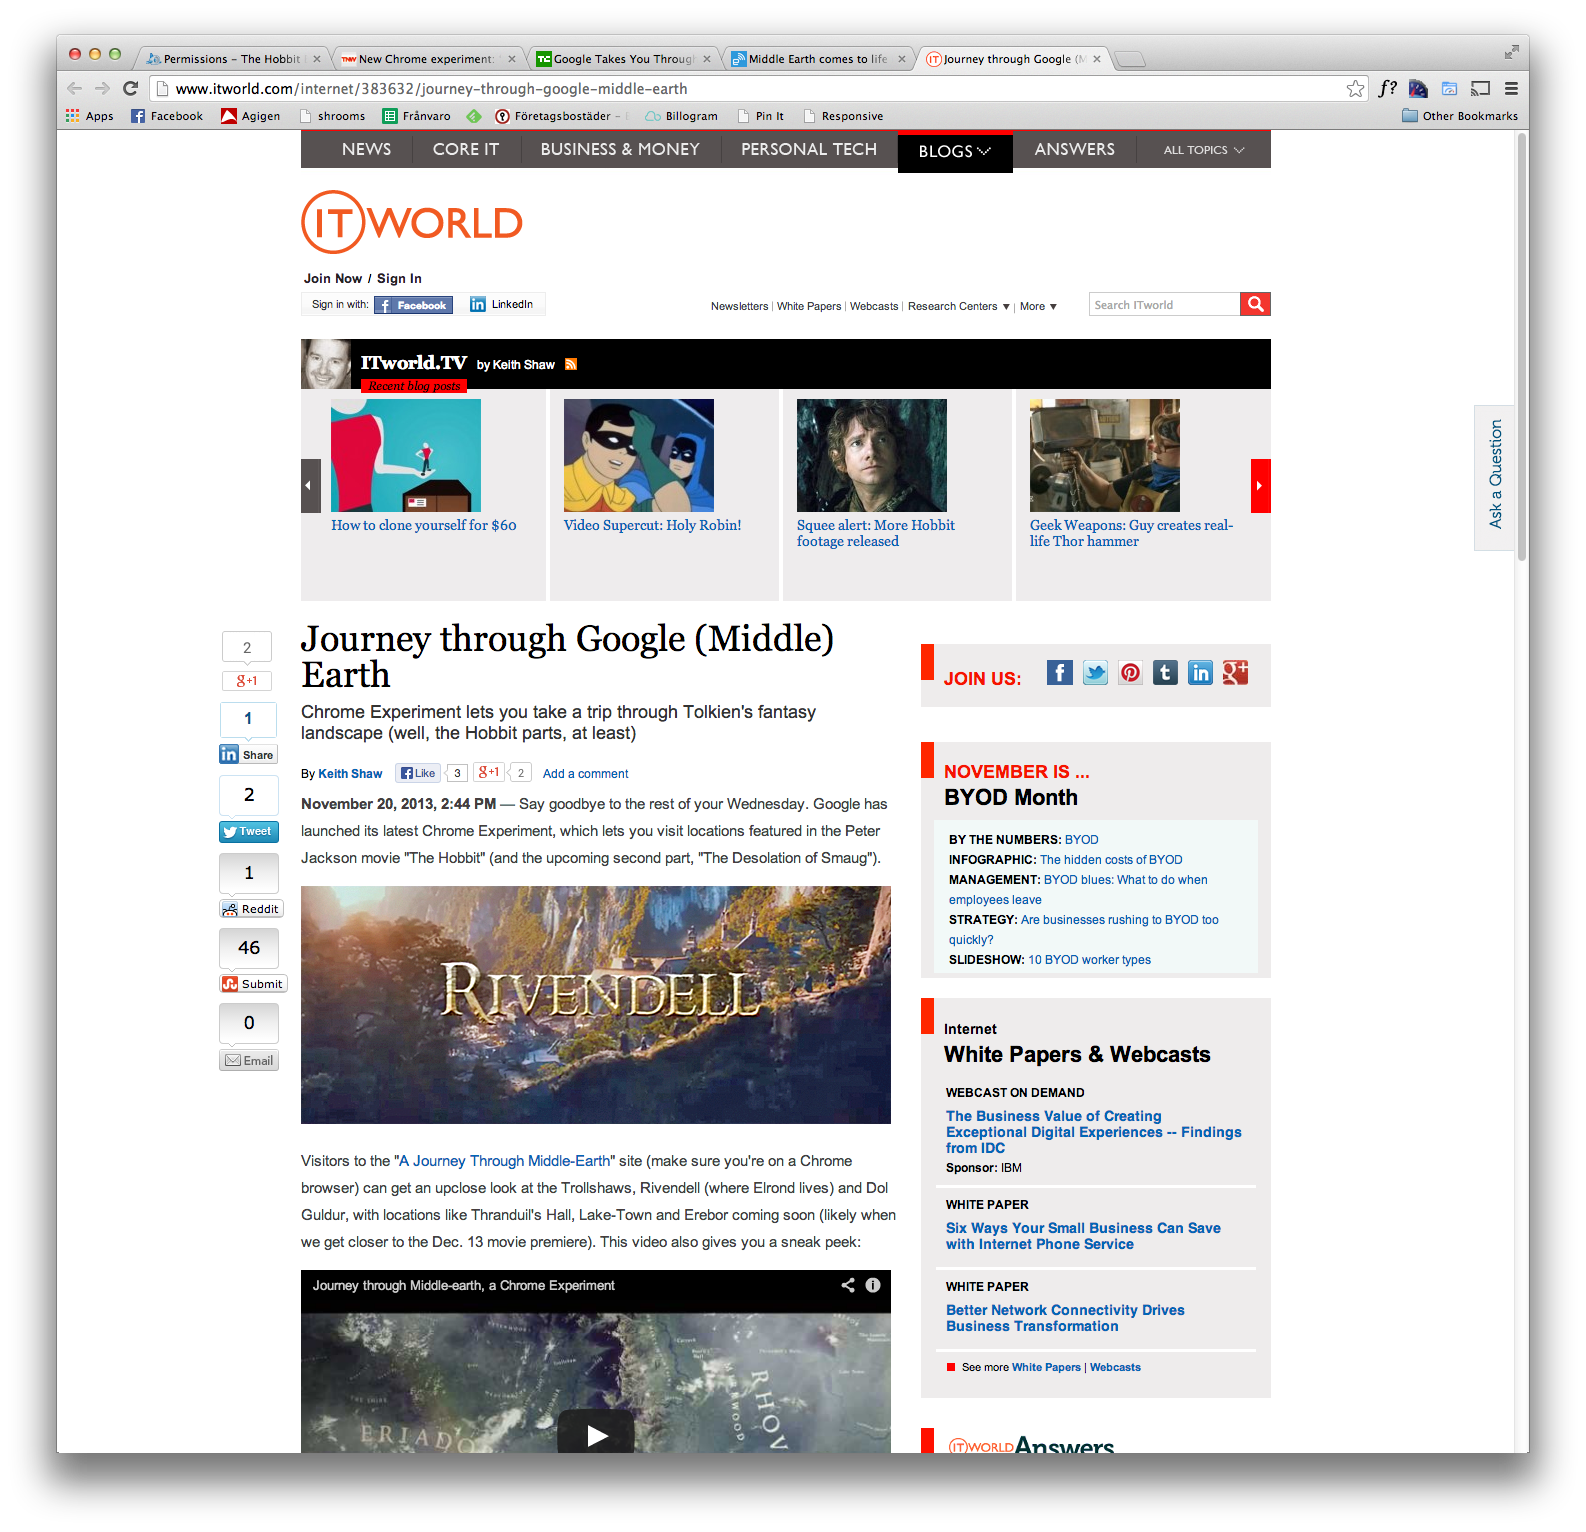 Permissions – The Hobbit
TNW New Chrome experiment:
TC Google Takes You Through
Middle Earth comes to life
IT Journey through Google (M
www.itworld.com/internet/383632/journey-through-google-middle-earth
f?
Apps Facebook Agigen shrooms Frånvaro Företagsbostäder – Billogram Pin It Responsive Other Bookmarks
NEWS CORE IT BUSINESS & MONEY PERSONAL TECH BLOGS ANSWERS ALL TOPICS
ITWORLD
Join Now / Sign In
Sign in with: Facebook LinkedIn
Newsletters | White Papers | Webcasts | Research Centers ▼ | More ▼
Search ITworld
ITworld.TV by Keith Shaw
Recent blog posts
How to clone yourself for $60
Video Supercut: Holy Robin!
Squee alert: More Hobbit
footage released
Geek Weapons: Guy creates real-
life Thor hammer
Ask a Question
2
g+1
1
in Share
2
Tweet
1
Reddit
46
Submit
0
Email
Journey through Google (Middle)
Earth
Chrome Experiment lets you take a trip through Tolkien's fantasy
landscape (well, the Hobbit parts, at least)
By Keith Shaw Like 3 g+1 2 Add a comment
November 20, 2013, 2:44 PM — Say goodbye to the rest of your Wednesday. Google has
launched its latest Chrome Experiment, which lets you visit locations featured in the Peter
Jackson movie "The Hobbit" (and the upcoming second part, "The Desolation of Smaug").
RIVENDELL
Visitors to the "A Journey Through Middle-Earth" site (make sure you're on a Chrome
browser) can get an upclose look at the Trollshaws, Rivendell (where Elrond lives) and Dol
Guldur, with locations like Thranduil's Hall, Lake-Town and Erebor coming soon (likely when
we get closer to the Dec. 13 movie premiere). This video also gives you a sneak peek:
Journey through Middle-earth, a Chrome Experiment
ERIADO
RHOV
MIRKWOOD
JOIN US:
NOVEMBER IS ...
BYOD Month
BY THE NUMBERS: BYOD
INFOGRAPHIC: The hidden costs of BYOD
MANAGEMENT: BYOD blues: What to do when
employees leave
STRATEGY: Are businesses rushing to BYOD too
quickly?
SLIDESHOW: 10 BYOD worker types
Internet
White Papers & Webcasts
WEBCAST ON DEMAND
The Business Value of Creating
Exceptional Digital Experiences -- Findings
from IDC
Sponsor: IBM
WHITE PAPER
Six Ways Your Small Business Can Save
with Internet Phone Service
WHITE PAPER
Better Network Connectivity Drives
Business Transformation
See more White Papers | Webcasts
ITWORLD Answers